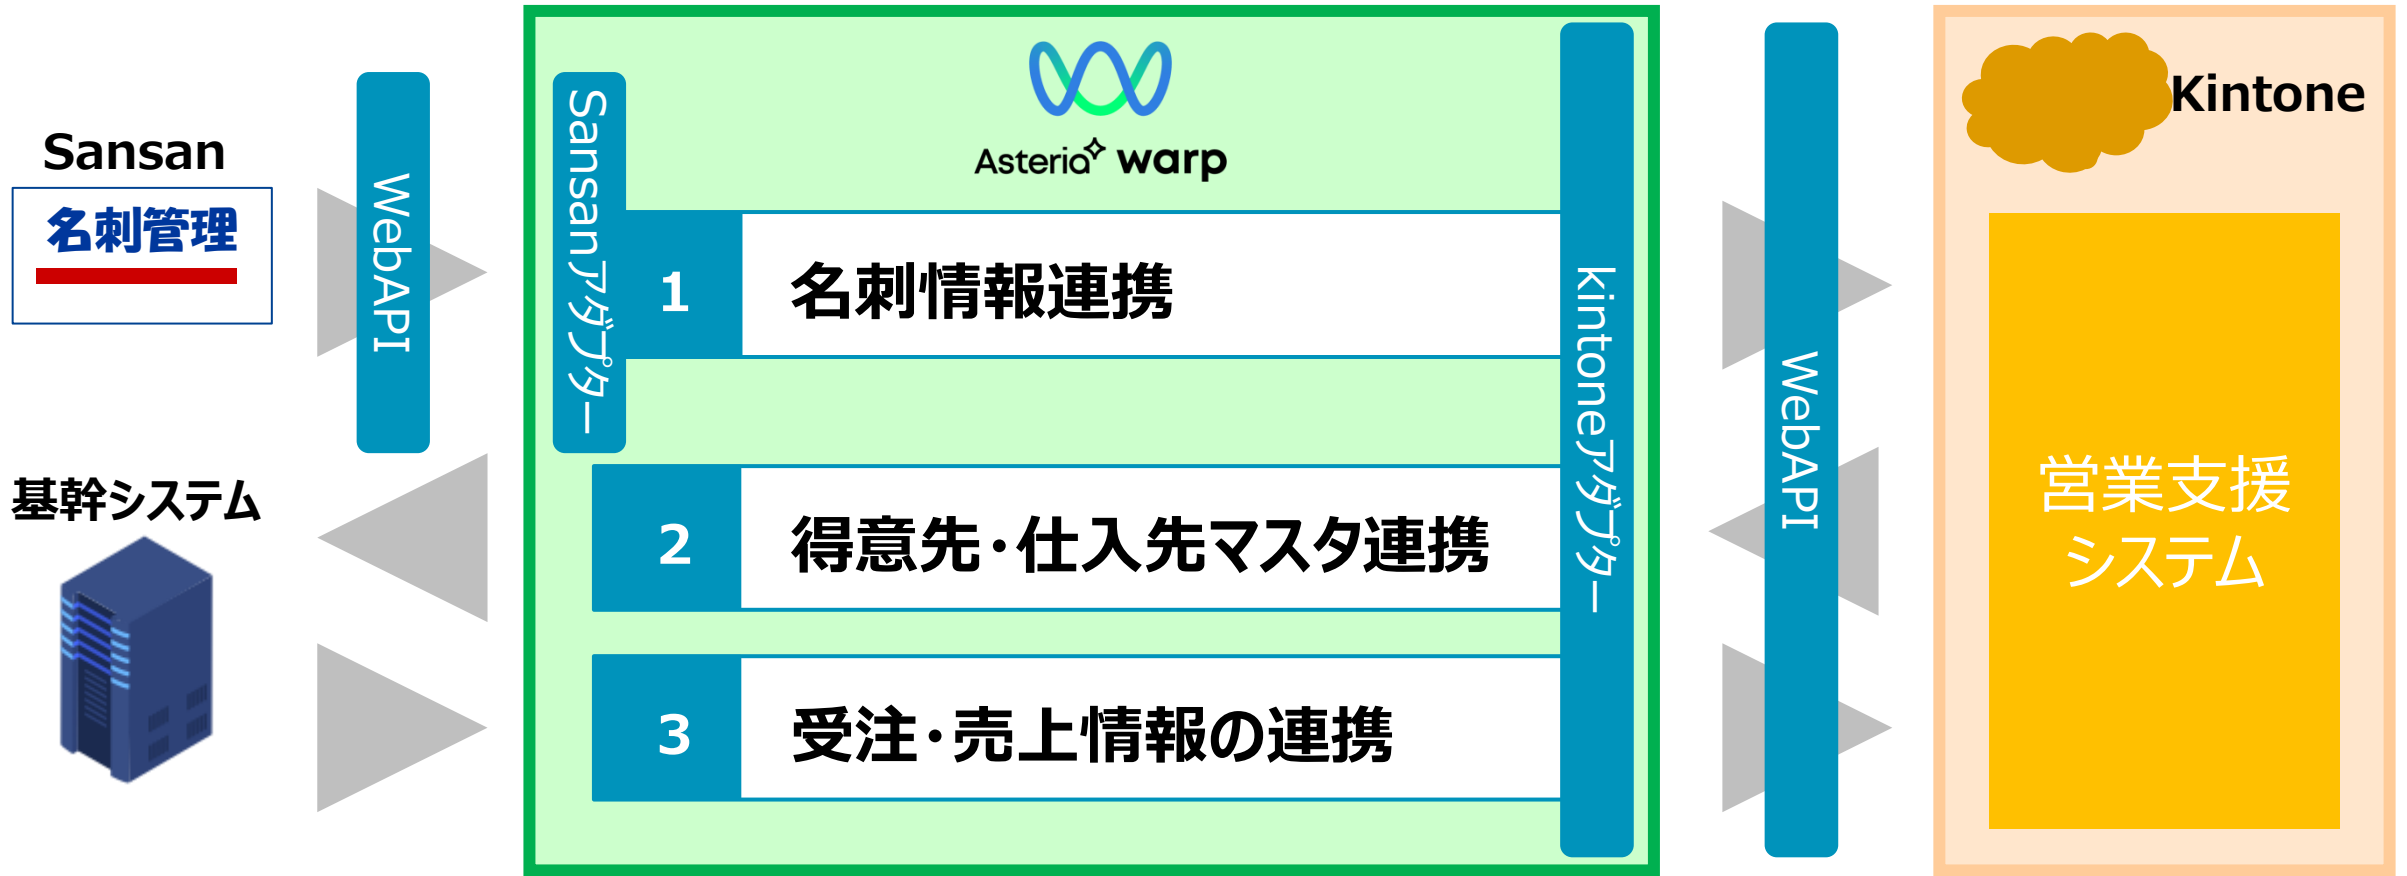 Sansan
名刺管理
WebAPI
基幹システム
Sansanアダプター
Asteria warp
1
名刺情報連携
2
得意先・仕入先マスタ連携
3
受注・売上情報の連携
kintoneアダプター
WebAPI
Kintone
営業支援
システム